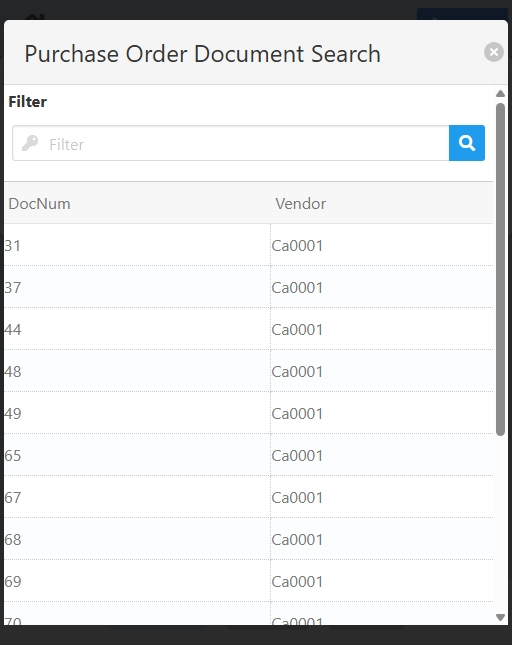 Purchase Order Document Search
Filter
Filter
DocNum Vendor
31 Ca0001
37 Ca0001
44 Ca0001
48 Ca0001
49 Ca0001
65 Ca0001
67 Ca0001
68 Ca0001
69 Ca0001
70 Ca0001